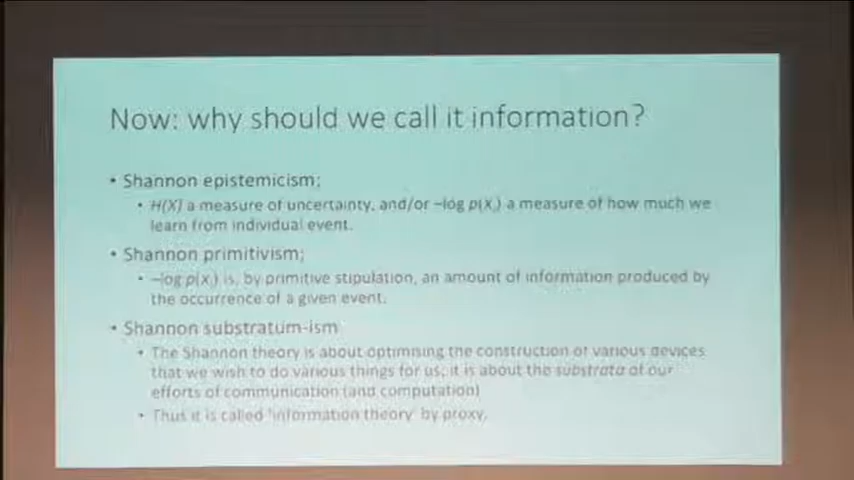 Now: why should we call it information?
• Shannon epistemicism;
• H(X) a measure of uncertainty, and/or –log p(xᵢ) a measure of how much we
learn from individual event.
• Shannon primitivism;
• –log p(xᵢ) is, by primitive stipulation, an amount of information produced by
the occurrence of a given event.
• Shannon substratum-ism
• The Shannon theory is about optimising the construction of various devices
that we wish to do various things for us; it is about the substrata of our
efforts of communication (and computation)
• Thus it is called 'information theory' by proxy.